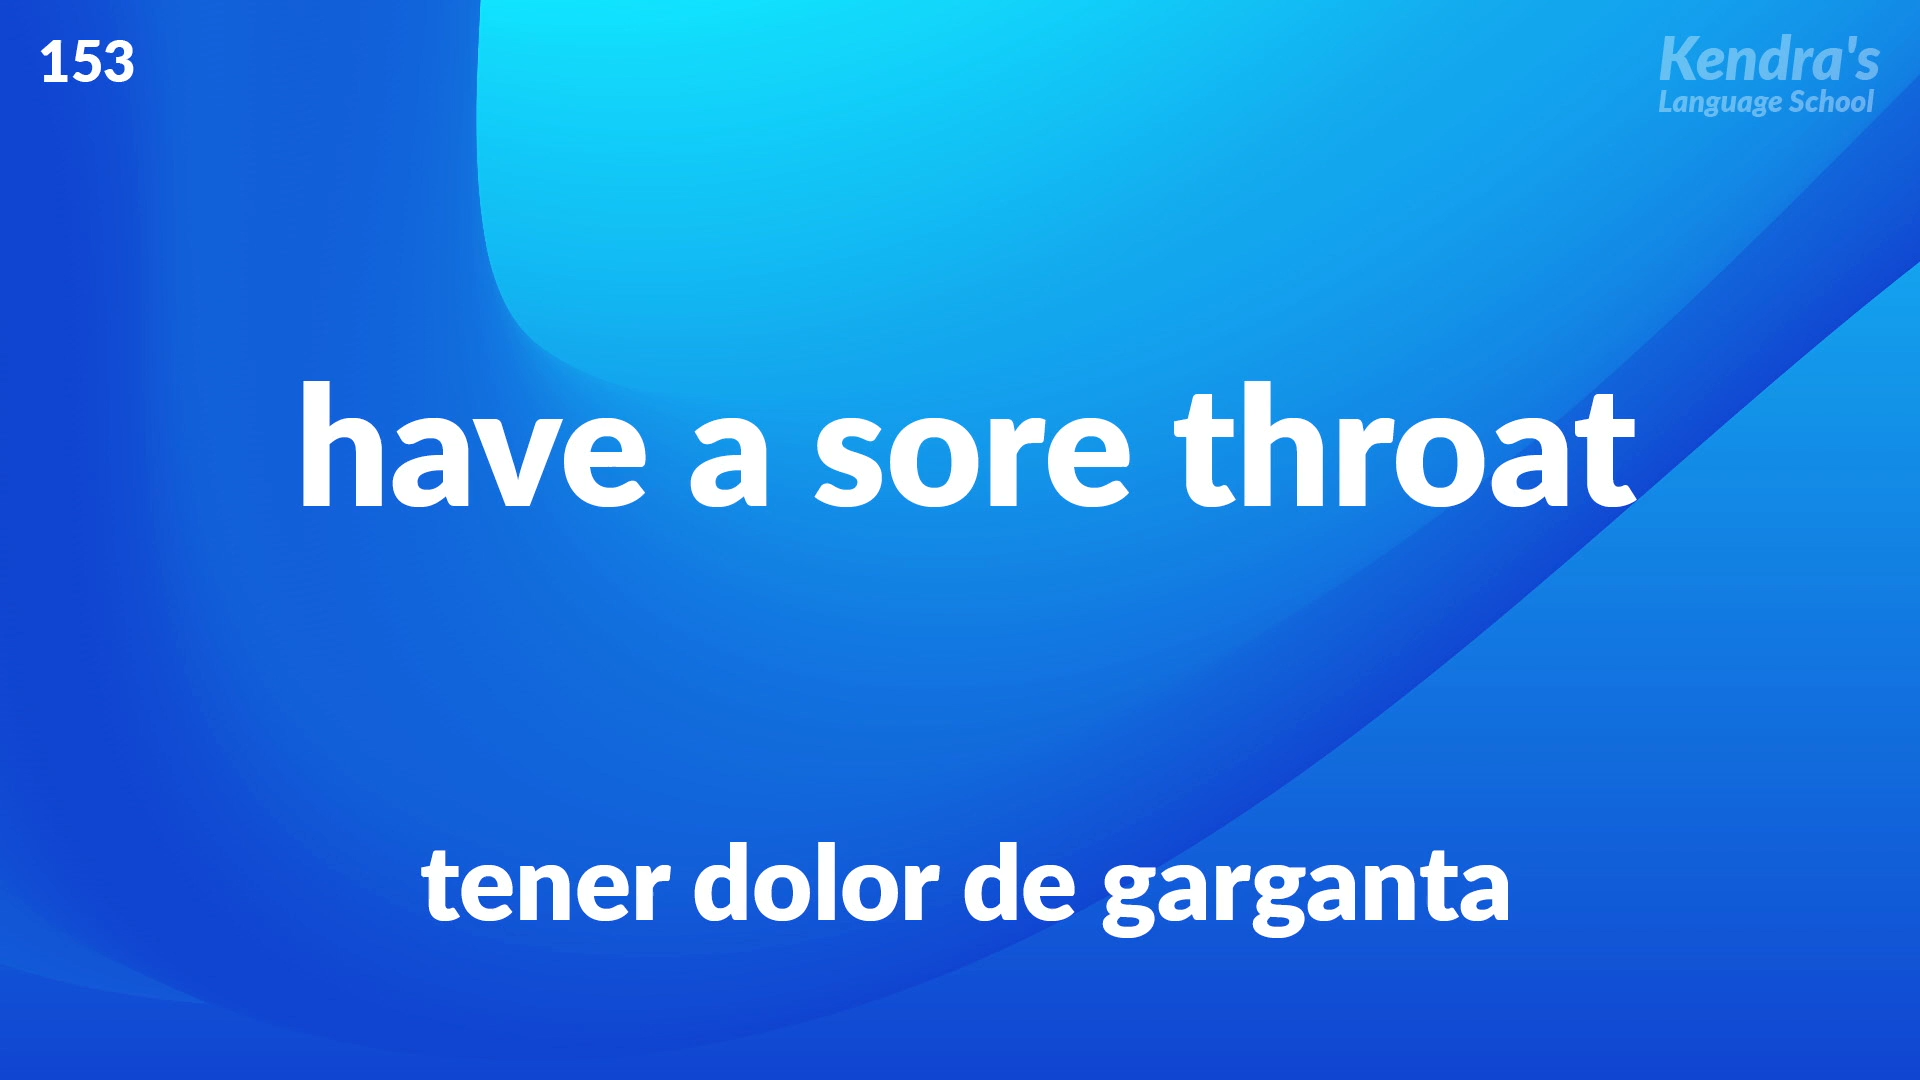 153
Kendra's
Language School
have a sore throat
tener dolor de garganta